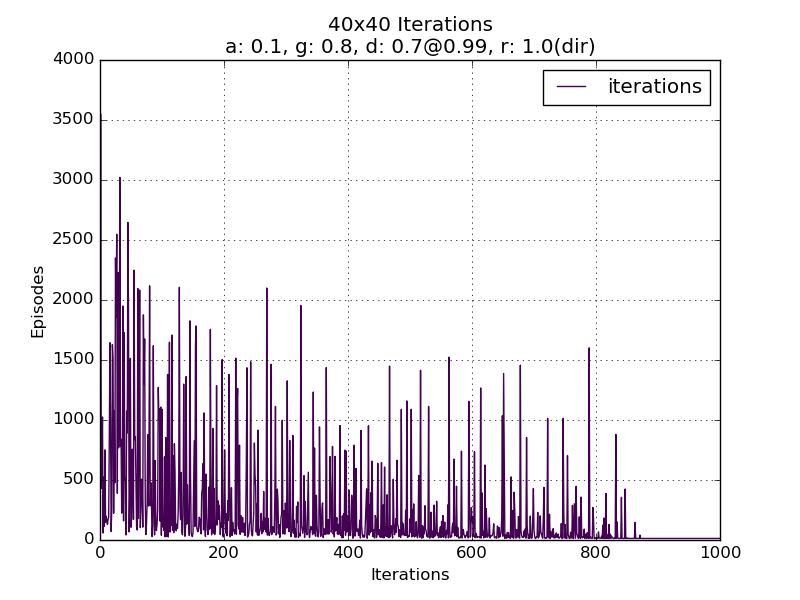 40x40 Iterations
a: 0.1, g: 0.8, d: 0.7@0.99, r: 1.0(dir)
4000
iterations
3500
3000
2500
2000
Episodes
1500
1000
500
0
0 200 400 600 800 1000
Iterations